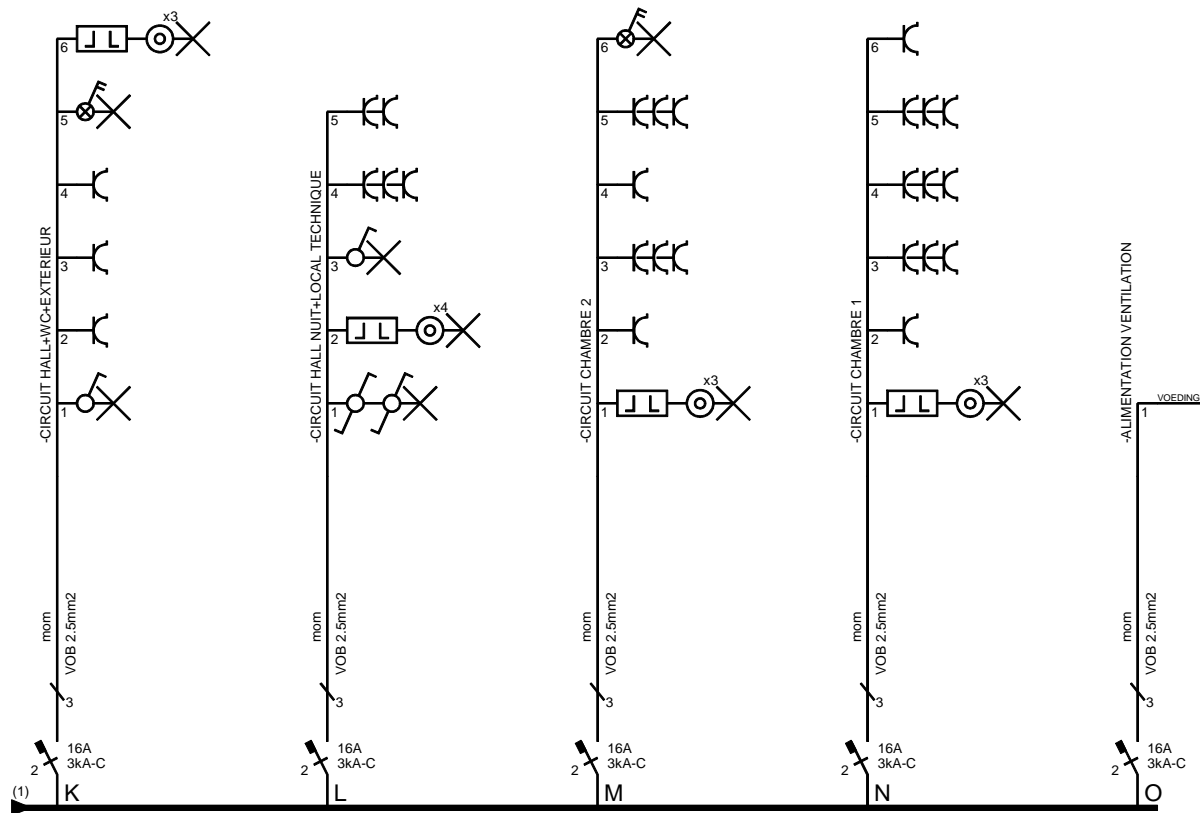 x3
6
5
4
3
2
1
-CIRCUIT HALL+WC+EXTERIEUR
mom
VOB 2.5mm2
3
16A
3kA-C
2
K
5
4
3
x4
2
1
-CIRCUIT HALL NUIT+LOCAL TECHNIQUE
mom
VOB 2.5mm2
3
16A
3kA-C
2
L
6
5
4
3
2
x3
1
-CIRCUIT CHAMBRE 2
mom
VOB 2.5mm2
3
16A
3kA-C
2
M
6
5
4
3
2
x3
1
-CIRCUIT CHAMBRE 1
mom
VOB 2.5mm2
3
16A
3kA-C
2
N
VOEDING
1
-ALIMENTATION VENTILATION
mom
VOB 2.5mm2
3
16A
3kA-C
2
O
(1)